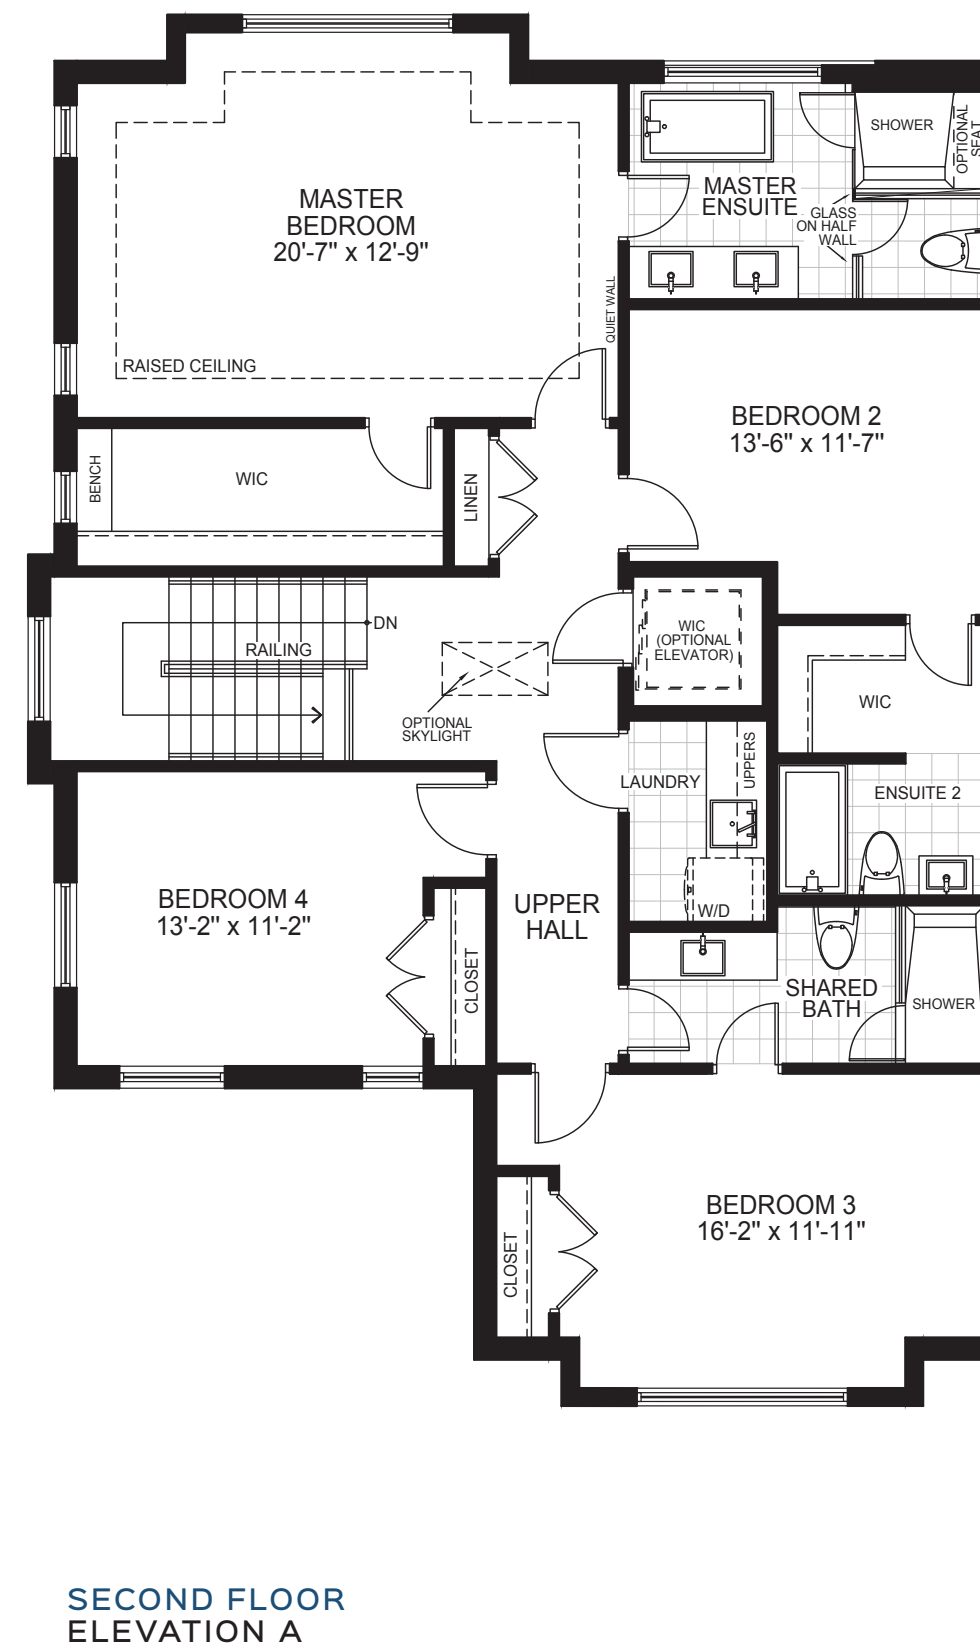 MASTER
BEDROOM
20'-7" x 12'-9"
RAISED CEILING
QUIET WALL
MASTER
ENSUITE
SHOWER
OPTIONAL
SEAT
GLASS
ON HALF
WALL
BEDROOM 2
13'-6" x 11'-7"
BENCH
WIC
LINEN
DN
RAILING
OPTIONAL
SKYLIGHT
WIC
(OPTIONAL
ELEVATOR)
WIC
LAUNDRY
UPPERS
W/D
ENSUITE 2
BEDROOM 4
13'-2" x 11'-2"
CLOSET
UPPER
HALL
SHARED
BATH
SHOWER
BEDROOM 3
16'-2" x 11'-11"
CLOSET
SECOND FLOOR
ELEVATION A